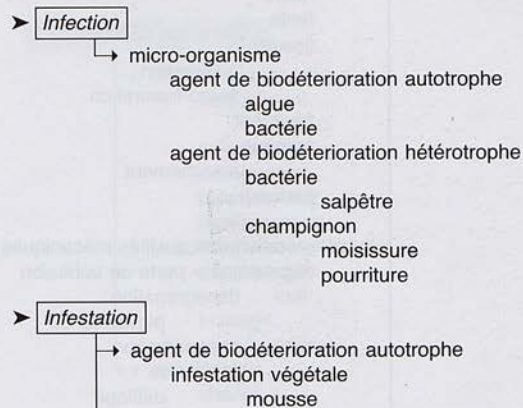 ➤ Infection
micro-organisme
agent de biodéterioration autotrophe
algue
bactérie
agent de biodéterioration hétérotrophe
bactérie
salpêtre
champignon
moisissure
pourriture
➤ Infestation
agent de biodéterioration autotrophe
infestation végétale
mousse